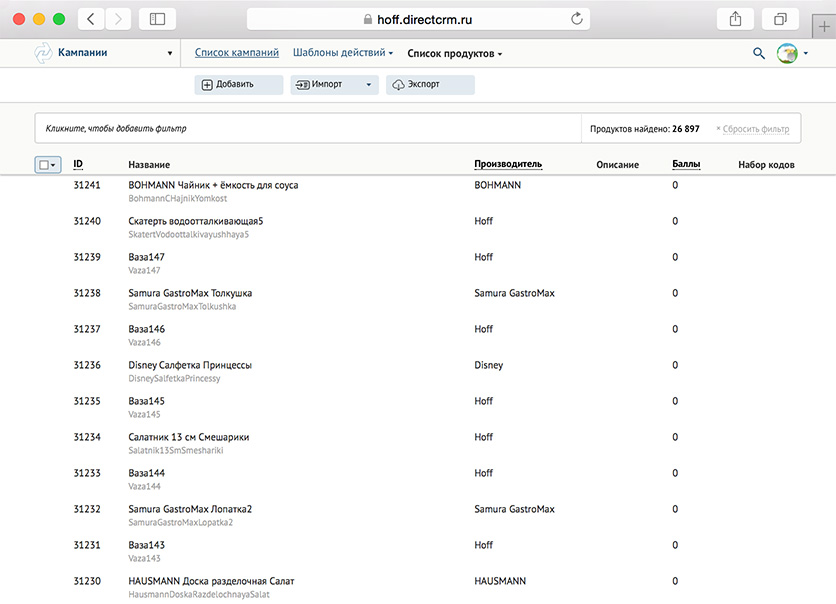 hoff.directcrm.ru
Кампании
Список кампаний
Шаблоны действий
Список продуктов
Добавить
Импорт
Экспорт
Кликните, чтобы добавить фильтр
Продуктов найдено: 26 897
× Сбросить фильтр
ID Название Производитель Описание Баллы Набор кодов
31241 BOHMANN Чайник + ёмкость для соуса BOHMANN 0
BohmannCHajnikYomkost
31240 Скатерть водоотталкивающая5 Hoff 0
SkatertVodoottalkivayushhaya5
31239 Ваза147 Hoff 0
Vaza147
31238 Samura GastroMax Толкушка Samura GastroMax 0
SamuraGastroMaxTolkushka
31237 Ваза146 Hoff 0
Vaza146
31236 Disney Салфетка Принцессы Disney 0
DisneySalfetkaPrincessy
31235 Ваза145 Hoff 0
Vaza145
31234 Салатник 13 см Смешарики Hoff 0
Salatnik13SmSmeshariki
31233 Ваза144 Hoff 0
Vaza144
31232 Samura GastroMax Лопатка2 Samura GastroMax 0
SamuraGastroMaxLopatka2
31231 Ваза143 Hoff 0
Vaza143
31230 HAUSMANN Доска разделочная Салат HAUSMANN 0
HausmannDoskaRazdelochnayaSalat